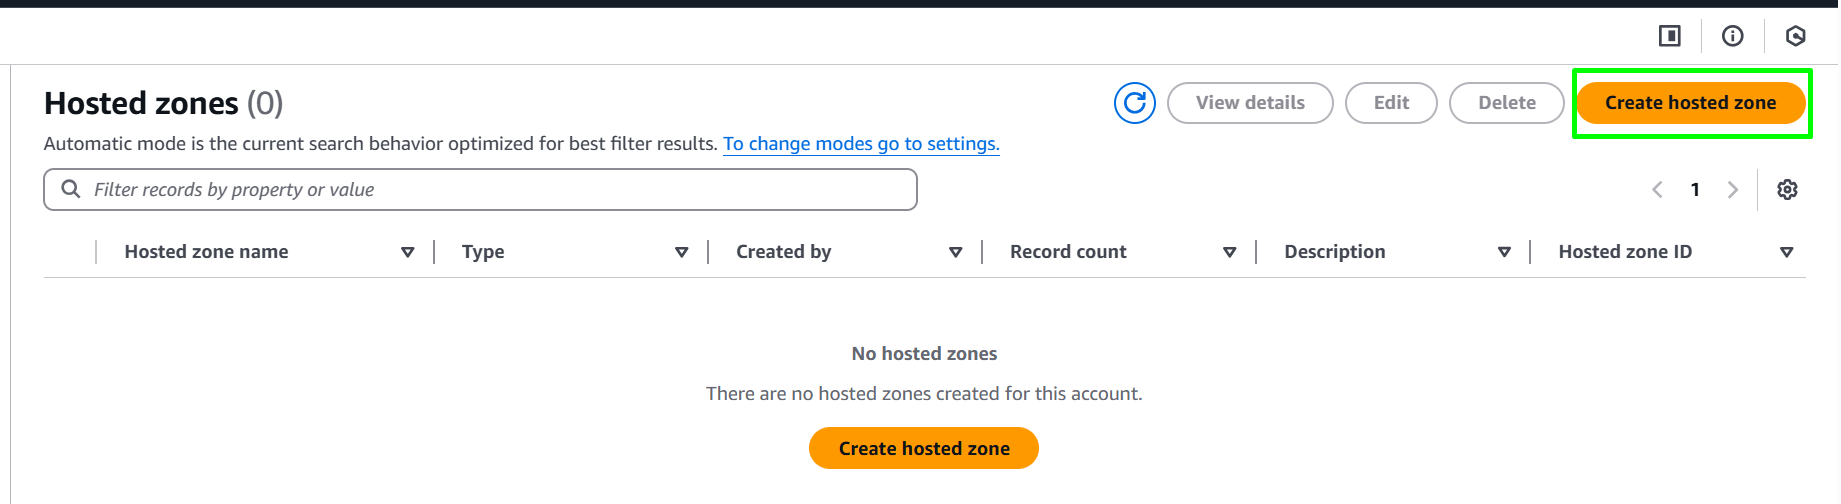 Hosted zones (0)
View details
Edit
Delete
Create hosted zone
Automatic mode is the current search behavior optimized for best filter results. To change modes go to settings.
Filter records by property or value
1
Hosted zone name
Type
Created by
Record count
Description
Hosted zone ID
No hosted zones
There are no hosted zones created for this account.
Create hosted zone